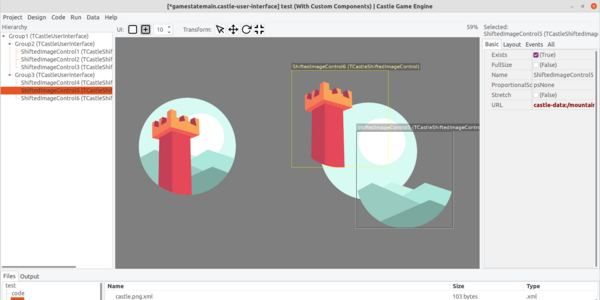 [*gamestatemain.castle-user-interface] test (With Custom Components) | Castle Game Engine
Project Design Code Run Data Help
Hierarchy
Group1 (TCastleUserInterface)
Group2 (TCastleUserInterface)
ShiftedImageControl1 (TCastleShif
ShiftedImageControl2 (TCastleShif
ShiftedImageControl3 (TCastleShif
Group3 (TCastleUserInterface)
ShiftedImageControl4 (TCastleShif
ShiftedImageControl5 (TCastleShif
ShiftedImageControl6 (TCastleShif
UI: 10 Transform: 59%
ShiftedImageControl6 (TCastleShiftedImageControl)
ShiftedImageControl5 (TCastleShiftedImageContr
Selected:
ShiftedImageControl5 (TCastleShiftedIma
Basic Layout Events All
Exists (True)
FullSize (False)
Name ShiftedImageControl5
ProportionalSc psNone
Stretch (False)
URL castle-data:/mountair
Files Output
test
code
Name Size Type
castle.png.xml 103 bytes .xml